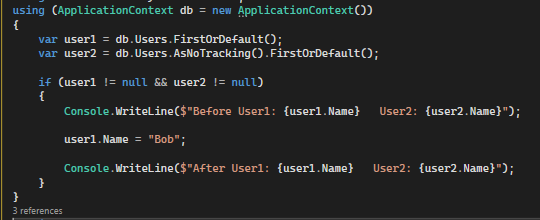 using (ApplicationContext db = new ApplicationContext())
{
    var user1 = db.Users.FirstOrDefault();
    var user2 = db.Users.AsNoTracking().FirstOrDefault();
    if (user1 != null && user2 != null)
    {
        Console.WriteLine($"Before User1: {user1.Name}   User2: {user2.Name}");
        user1.Name = "Bob";
        Console.WriteLine($"After User1: {user1.Name}   User2: {user2.Name}");
    }
}
3 references